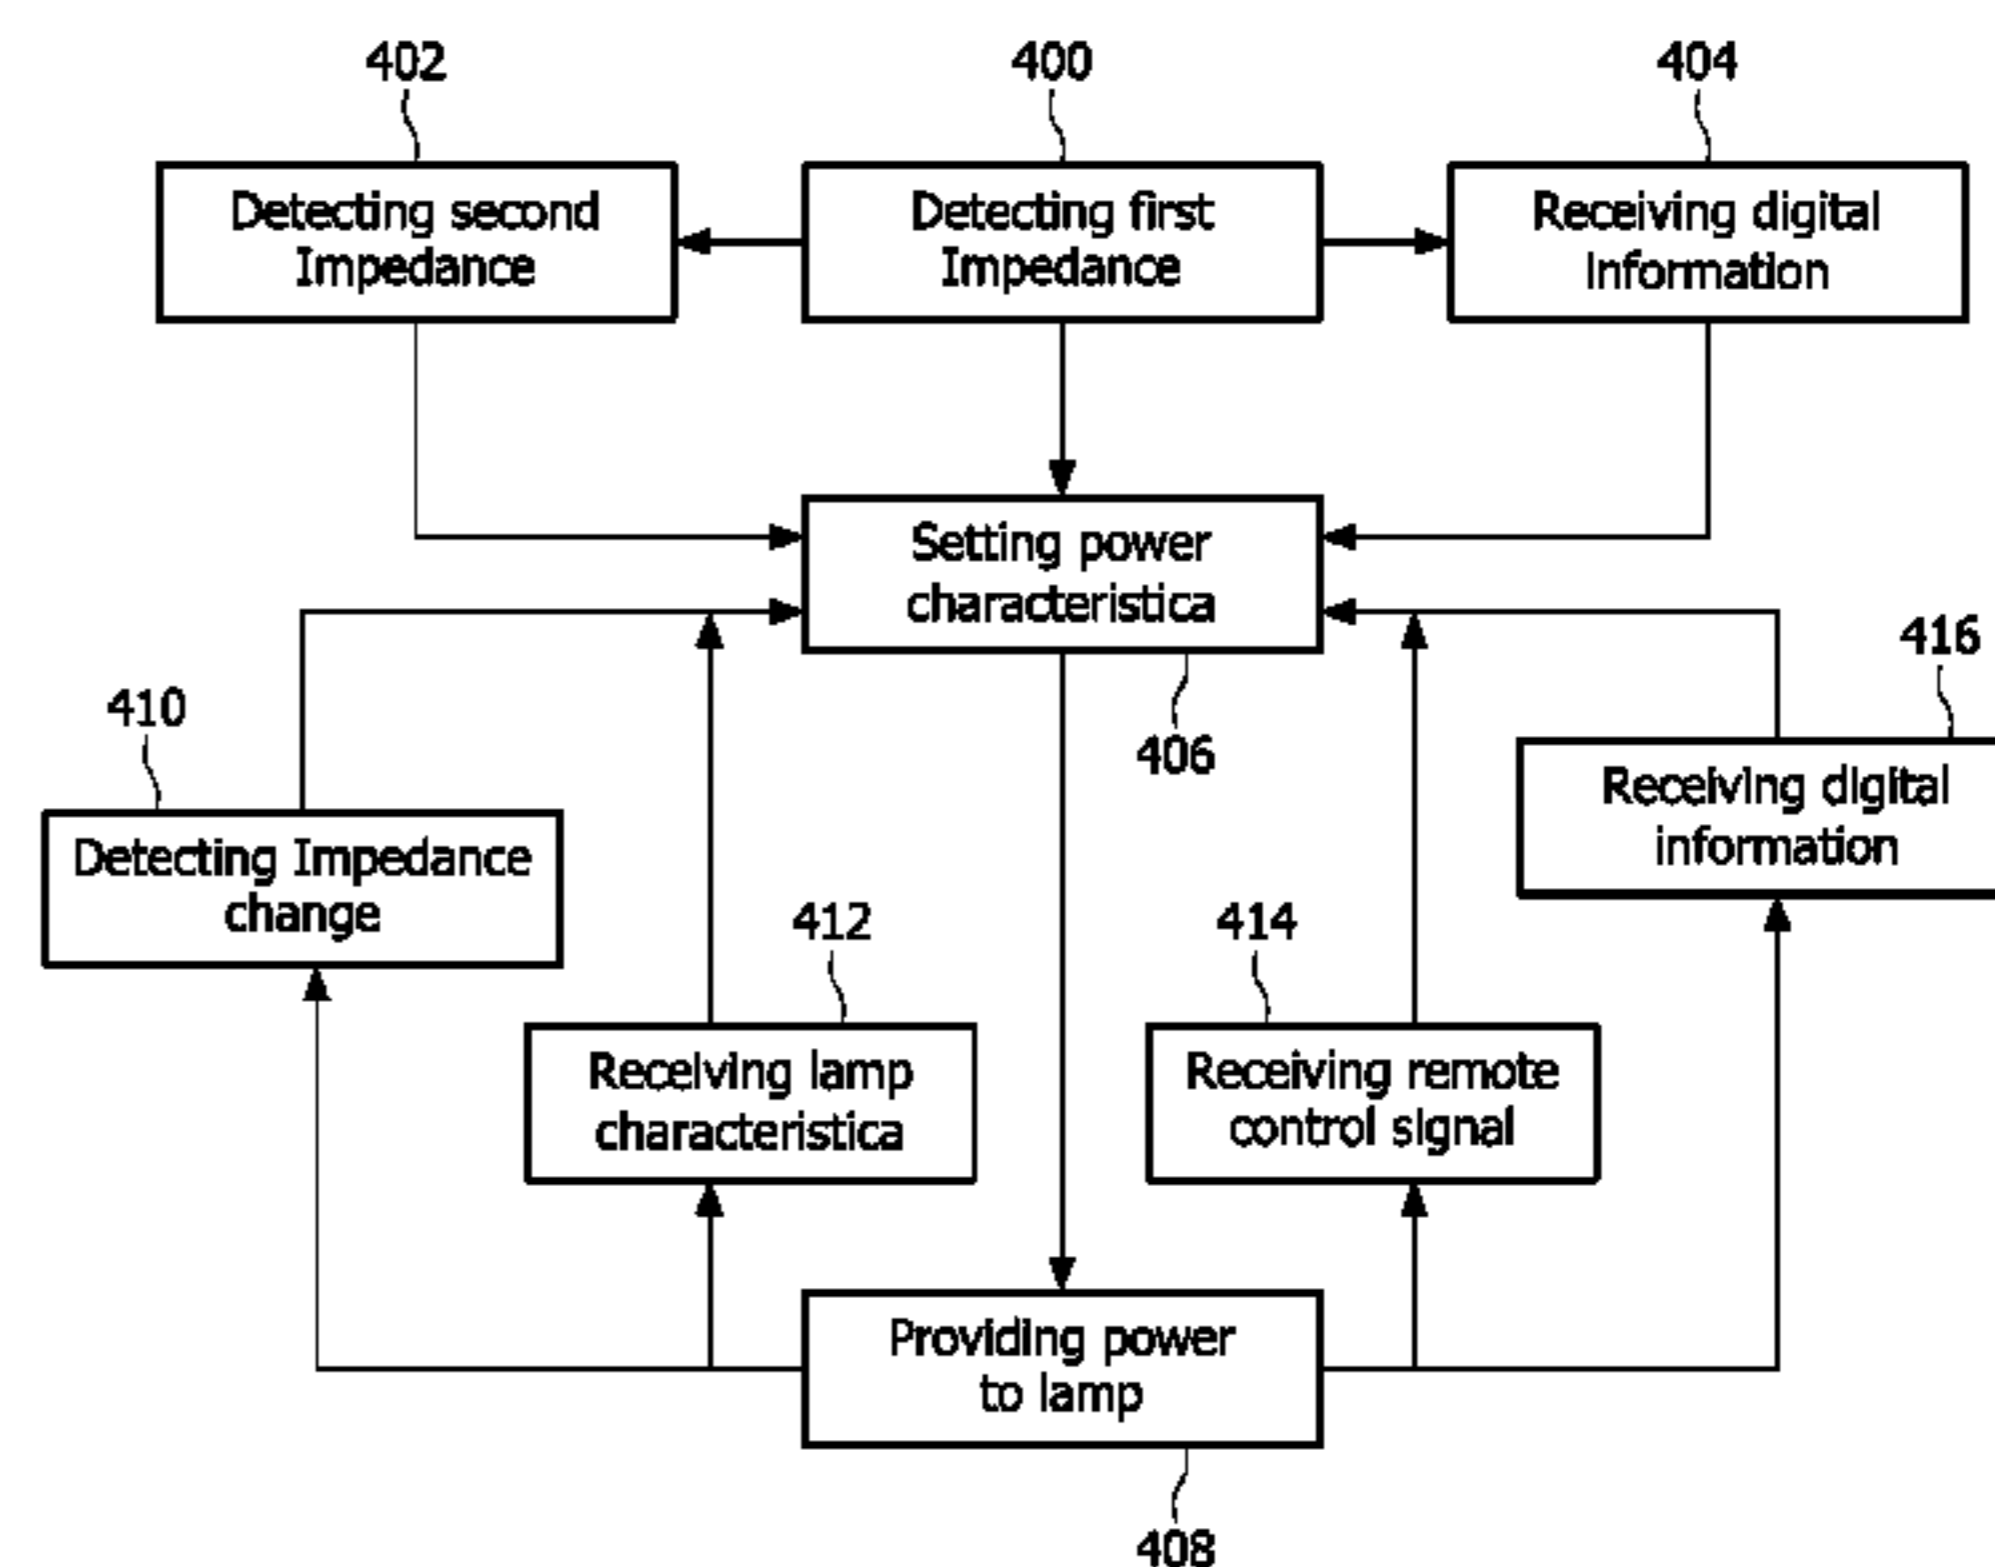 402
400
404
Detecting second
Impedance
Detecting first
Impedance
Receiving digital
Information
Setting power
characteristica
406
416
410
Receiving digital
information
Detecting Impedance
change
412
414
Receiving lamp
characteristica
Receiving remote
control signal
Providing power
to lamp
408